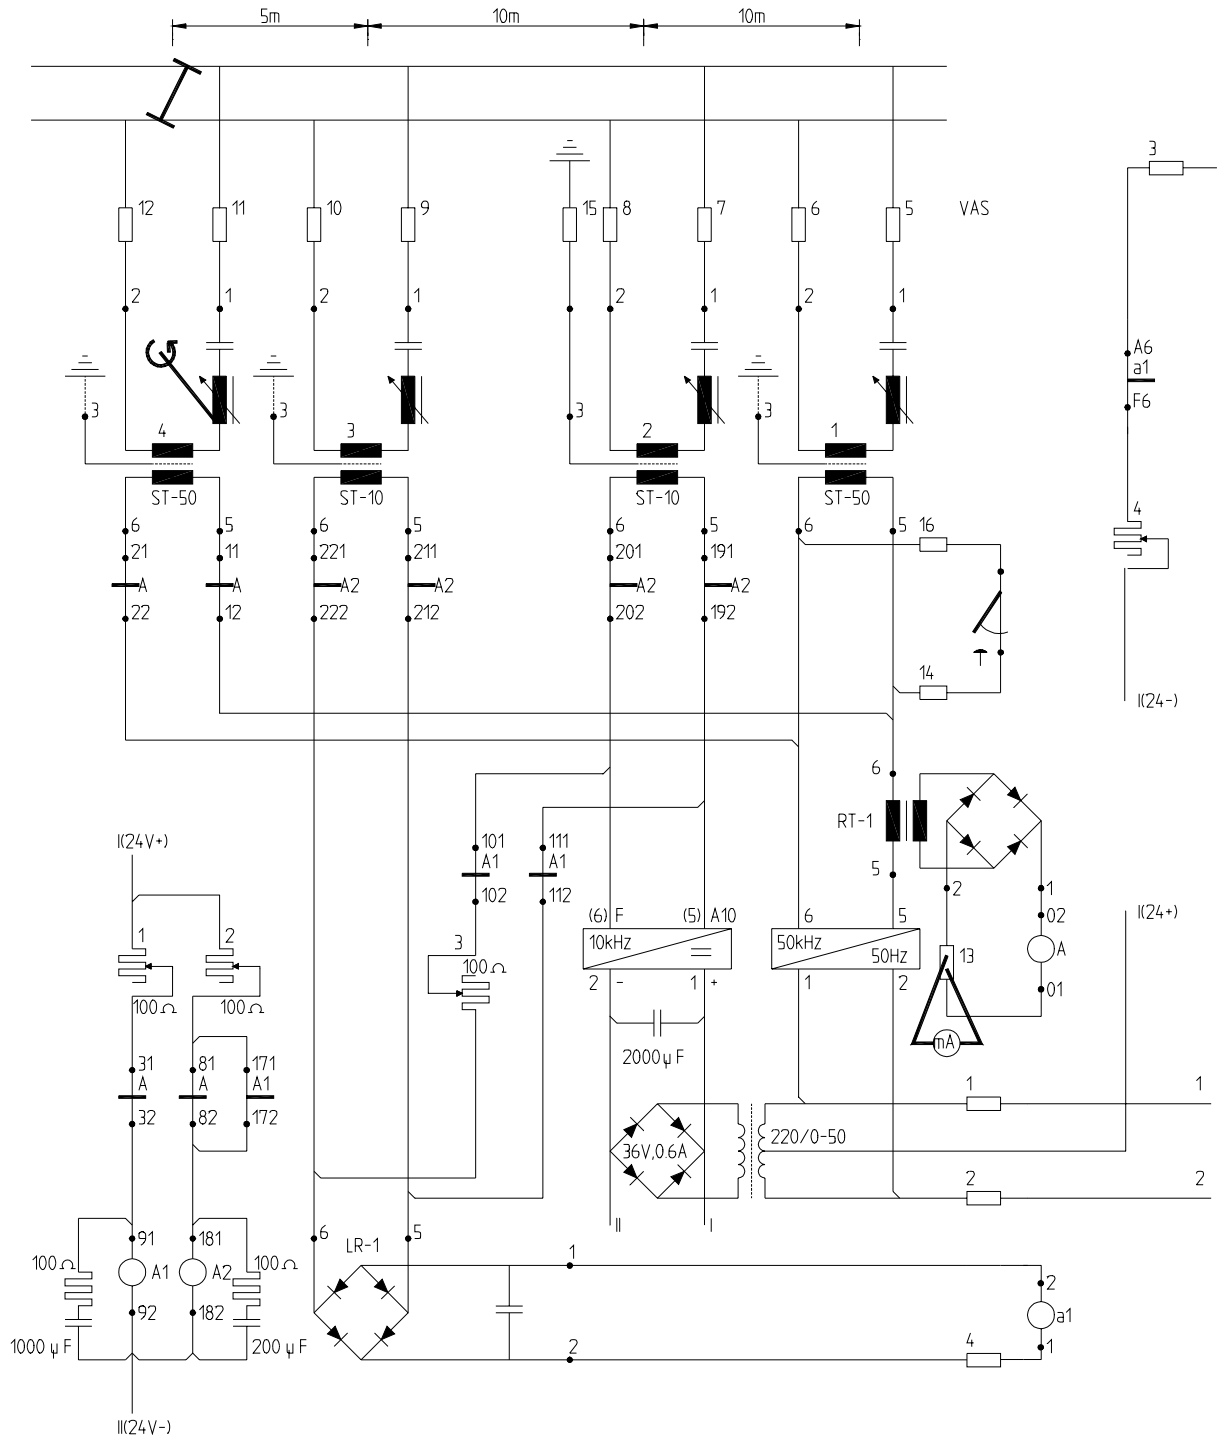 5m 10m 10m
3
12 11 10 9 15 8 7 6 5 VAS
2 1 2 1 2 1 2 1
A6
a1
F6
3 3 3 3
4 3 2 1
ST-50 ST-10 ST-10 ST-50
4
6 5 6 5 6 5 6 5 16
21 11 221 211 201 191
A A A2 A2 A2 A2
22 12 222 212 202 192
14
I(24-)
6
RT-1
5
I(24V+)
101 111
A1 A1
102 112
2 1
(6) F (5) A10 6 5 02 I(24+)
1 2 3
10kHz 50kHz 50Hz 13 A
100Ω 100Ω 100Ω
2 - 1 + 1 2 01
2000μF mA
31 81 171
A A A1
32 82 172
1 1
36V,0.6A 220/0-50
2 2
II I
91 181 6 LR-1 5 1
100Ω A1 A2 100Ω
2
92 182 a1
1000μF 200μF 2 4 1
II(24V-)